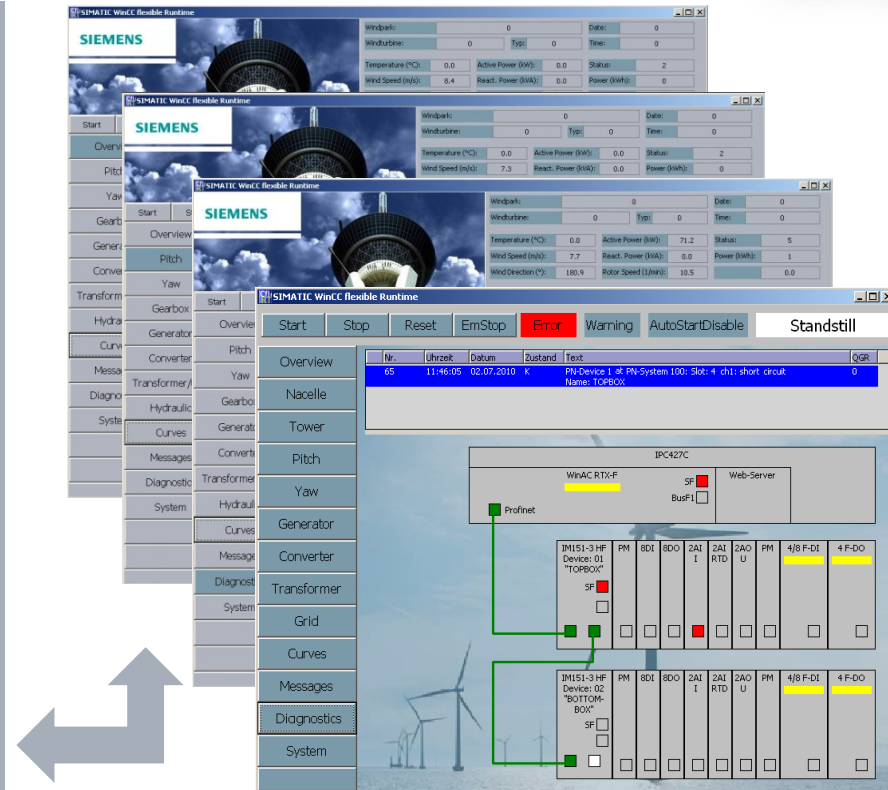 SIMATIC WinCC flexible Runtime
SIEMENS
Windpark: 0 Date: 0
Windturbine: 0 Typ: 0 Time: 0
Temperature (°C): 0.0 Active Power (kW): 0.0 Status: 2
Wind Speed (m/s): 8.4 React. Power (kVA): 0.0 Power (kWh): 0
Start
SIMATIC WinCC flexible Runtime
SIEMENS
Windpark: 0 Date: 0
Windturbine: 0 Typ: 0 Time: 0
Temperature (°C): 0.0 Active Power (kW): 0.0 Status: 2
Wind Speed (m/s): 7.3 React. Power (kVA): 0.0 Power (kWh): 0
Start
Overview
Pitch
Yaw
Gearbox
Generator
Converter
Transformer/
Hydraulic
Curves
Messages
Diagnostic
System
SIMATIC WinCC flexible Runtime
SIEMENS
Windpark: 0 Date: 0
Windturbine: 0 Typ: 0 Time: 0
Temperature (°C): 0.0 Active Power (kW): 71.2 Status: 5
Wind Speed (m/s): 7.7 React. Power (kVA): 0.0 Power (kWh): 1
Wind Direction (°): 180.9 Rotor Speed (1/min): 10.5 0.0
Start
Pitch
Yaw
Curves
System
SIMATIC WinCC flexible Runtime
Start Stop Reset EmStop Error Warning AutoStartDisable Standstill
Nr. Uhrzeit Datum Zustand Text QGR
65 11:46:05 02.07.2010 K PN-Device 1 at PN-System 100: Slot: 4 ch1: short circuit 0
Name: TOPBOX
Overview
Nacelle
Tower
Pitch
Yaw
Generator
Converter
Transformer
Grid
Curves
Messages
Diagnostics
System
IPC427C
WinAC RTX-F SF Web-Server
BusF1
Profinet
IM151-3 HF PM 8DI 8DO 2AI 2AI 2AO PM 4/8 F-DI 4 F-DO
Device: 01 I RTD U
"TOPBOX"
SF
IM151-3 HF PM 8DI 8DO 2AI 2AI 2AO PM 4/8 F-DI 4 F-DO
Device: 02 I RTD U
"BOTTOM-
BOX"
SF